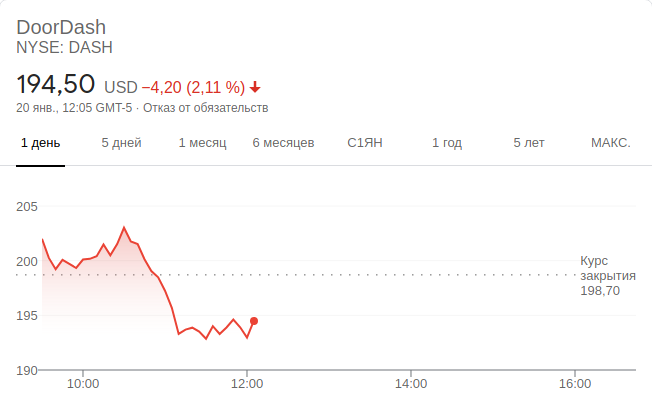 DoorDash
NYSE: DASH
194,50 USD −4,20 (2,11 %)
20 янв., 12:05 GMT-5 · Отказ от обязательств
1 день 5 дней 1 месяц 6 месяцев С1ЯН 1 год 5 лет МАКС.
205
200
195
190
Курс
закрытия
198,70
10:00 12:00 14:00 16:00